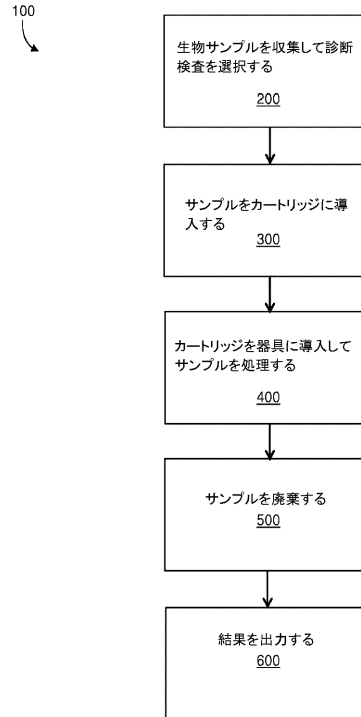 100
生物サンプルを収集して診断
検査を選択する
200
サンプルをカートリッジに導
入する
300
カートリッジを器具に導入して
サンプルを処理する
400
サンプルを廃棄する
500
結果を出力する
600